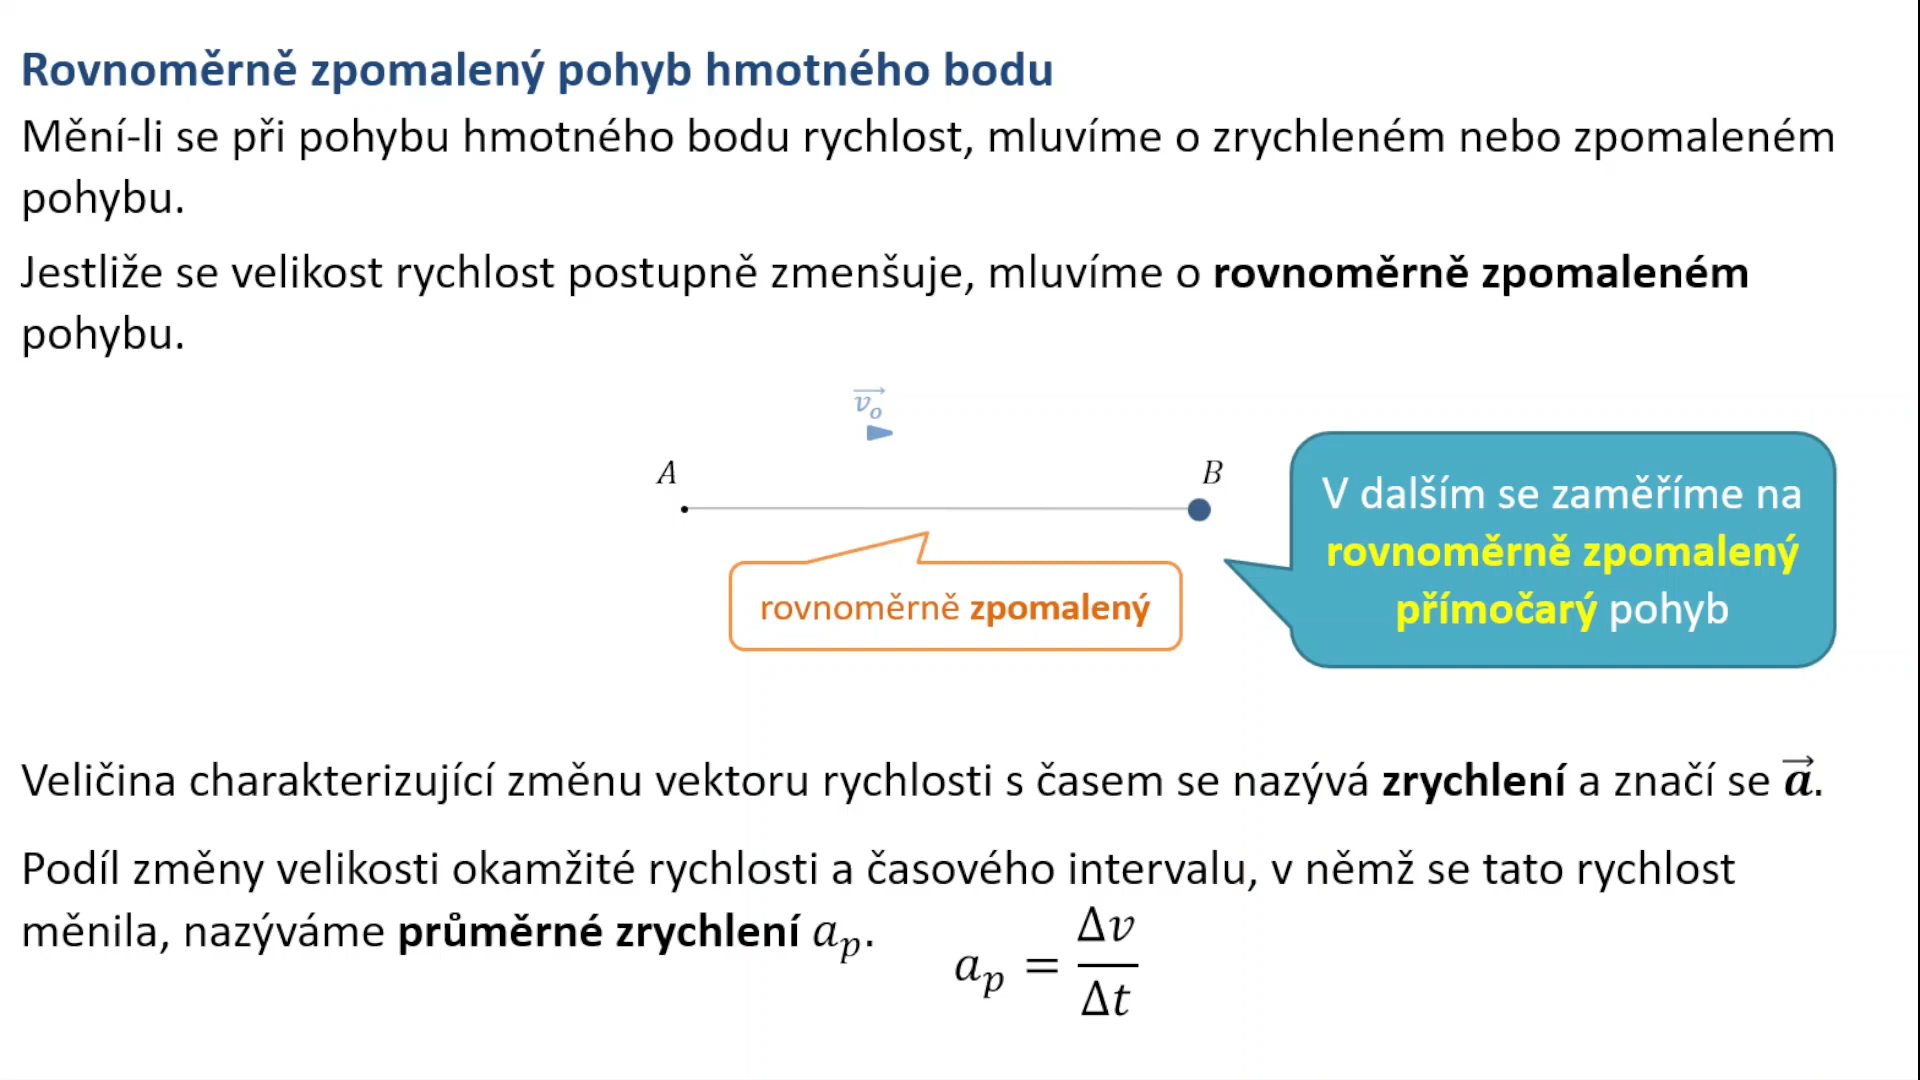 Rovnoměrně zpomalený pohyb hmotného bodu
Mění-li se při pohybu hmotného bodu rychlost, mluvíme o zrychleném nebo zpomaleném
pohybu.
Jestliže se velikost rychlost postupně zmenšuje, mluvíme o rovnoměrně zpomaleném
pohybu.
v⃗ₒ
A
B
rovnoměrně zpomalený
V dalším se zaměříme na
rovnoměrně zpomalený
přímočarý pohyb
Veličina charakterizující změnu vektoru rychlosti s časem se nazývá zrychlení a značí se a⃗.
Podíl změny velikosti okamžité rychlosti a časového intervalu, v němž se tato rychlost
měnila, nazýváme průměrné zrychlení aₚ.
aₚ = Δv/Δt